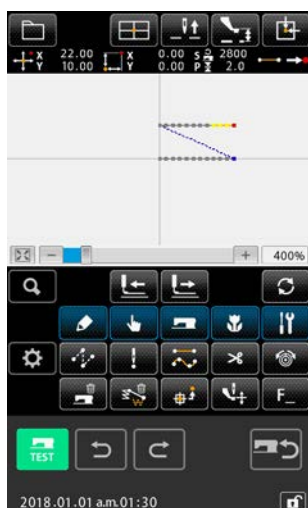 X 22.00 X 0.00 S 2800
Y 10.00 Y 0.00 P 2.0
400%
F_
TEST
2018.01.01 a.m.01:30